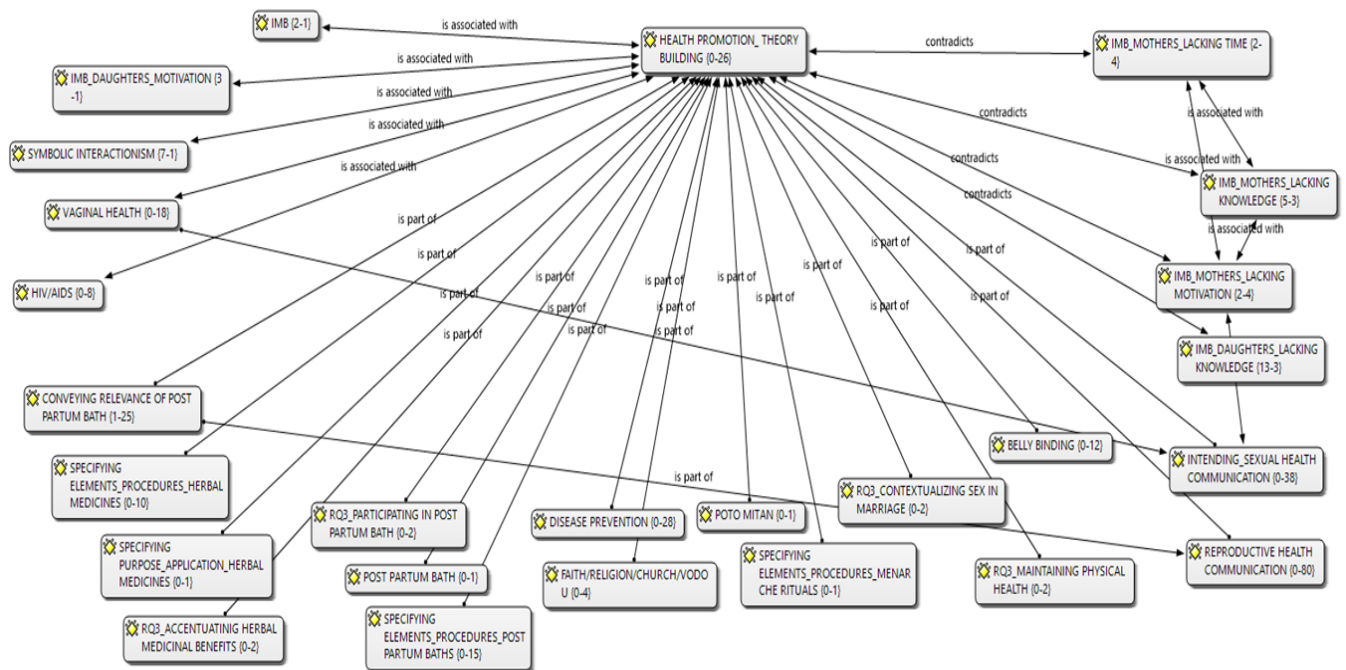 IMB {2-1}
is associated with
HEALTH PROMOTION_ THEORY
BUILDING {0-26}
contradicts
IMB_MOTHERS_LACKING TIME {2-
4}
IMB_DAUGHTERS_MOTIVATION {3
-1}
is associated with
is associated with
contradicts
SYMBOLIC INTERACTIONISM {7-1}
is associated with
is associated with
contradicts
is associated with
IMB_MOTHERS_LACKING
KNOWLEDGE {5-3}
VAGINAL HEALTH {0-18}
is part of
contradicts
is associated with
is part of
is part of
is part of
is part of
is part of
is part of
is part of
is part of
is part of
is part of
HIV/AIDS {0-8}
IMB_MOTHERS_LACKING
MOTIVATION {2-4}
is part of
is part of
is part of
is part of
is part of
is part of
IMB_DAUGHTERS_LACKING
KNOWLEDGE {13-3}
CONVEYING RELEVANCE OF POST
PARTUM BATH {1-25}
BELLY BINDING {0-12}
INTENDING_SEXUAL HEALTH
COMMUNICATION {0-38}
SPECIFYING
ELEMENTS_PROCEDURES_HERBAL
MEDICINES {0-10}
is part of
RQ3_CONTEXTUALIZING SEX IN
MARRIAGE {0-2}
RQ3_PARTICIPATING IN POST
PARTUM BATH {0-2}
DISEASE PREVENTION {0-28}
POTO MITAN {0-1}
SPECIFYING
PURPOSE_APPLICATION_HERBAL
MEDICINES {0-1}
POST PARTUM BATH {0-1}
FAITH/RELIGION/CHURCH/VODO
U {0-4}
SPECIFYING
ELEMENTS_PROCEDURES_MENAR
CHE RITUALS {0-1}
RQ3_MAINTAINING PHYSICAL
HEALTH {0-2}
REPRODUCTIVE HEALTH
COMMUNICATION {0-80}
RQ3_ACCENTUATINIG HERBAL
MEDICINAL BENEFITS {0-2}
SPECIFYING
ELEMENTS_PROCEDURES_POST
PARTUM BATHS {0-15}